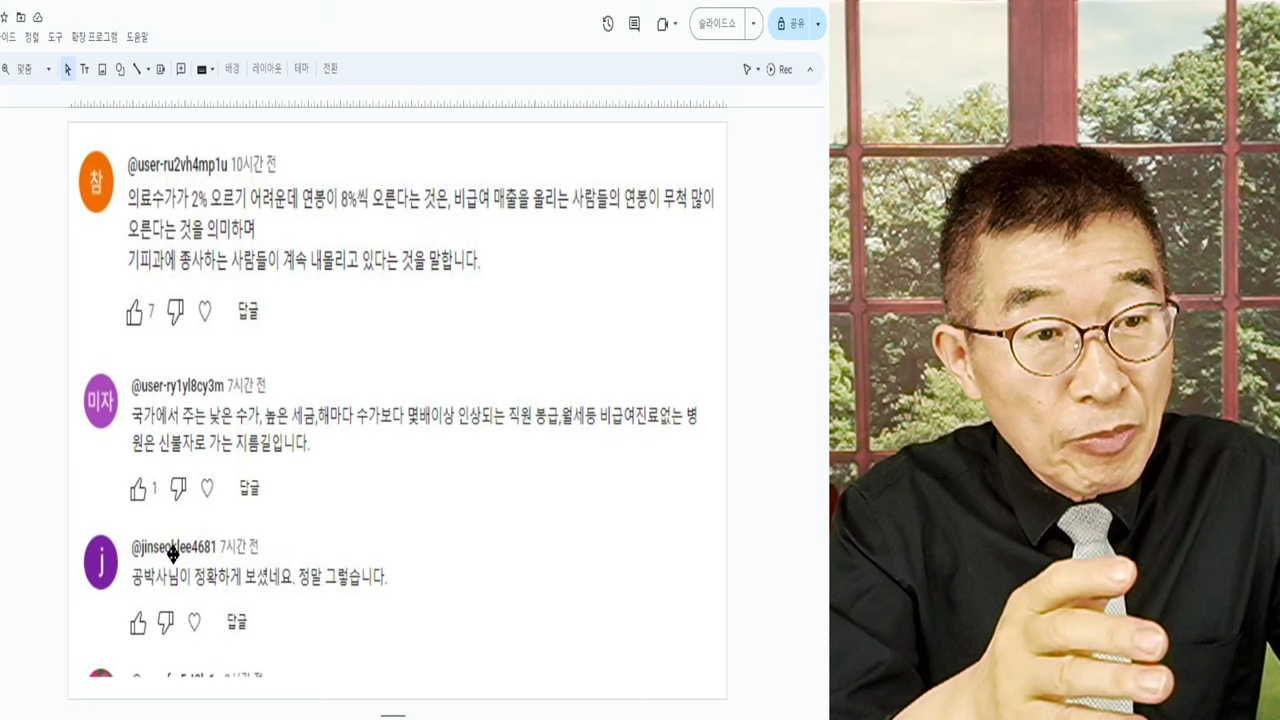 이드 정렬 도구 확장 프로그램 도움말
슬라이드쇼
공유
맞춤
Tr
배경 레이아웃 테마 전환
Rec
참
@user-ru2vh4mp1u 10시간 전
의료수가가 2% 오르기 어려운데 연봉이 8%씩 오른다는 것은, 비급여 매출을 올리는 사람들의 연봉이 무척 많이
오른다는 것을 의미하며
기피과에 종사하는 사람들이 계속 내몰리고 있다는 것을 말합니다.
7 답글
미자
@user-ry1yl8cy3m 7시간 전
국가에서 주는 낮은 수가, 높은 세금,해마다 수가보다 몇배이상 인상되는 직원 봉급,월세등 비급여진료없는 병
원은 신불자로 가는 지름길입니다.
1 답글
j
@jinseoklee4681 7시간 전
공박사님이 정확하게 보셨네요. 정말 그렇습니다.
답글